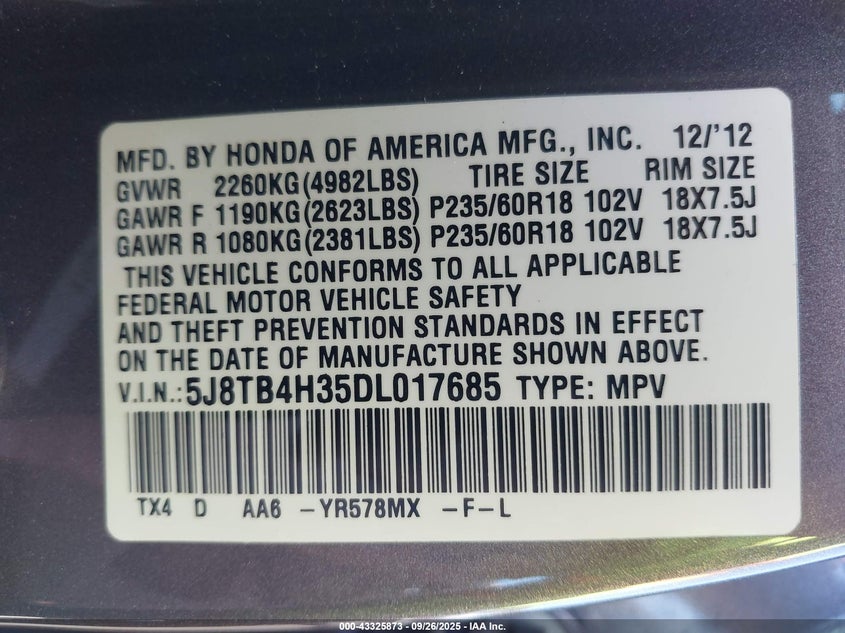 MFD. BY HONDA OF AMERICA MFG., INC. 12/'12
GVWR 2260KG(4982LBS) TIRE SIZE RIM SIZE
GAWR F 1190KG(2623LBS) P235/60R18 102V 18X7.5J
GAWR R 1080KG(2381LBS) P235/60R18 102V 18X7.5J
THIS VEHICLE CONFORMS TO ALL APPLICABLE
FEDERAL MOTOR VEHICLE SAFETY
AND THEFT PREVENTION STANDARDS IN EFFECT
ON THE DATE OF MANUFACTURE SHOWN ABOVE.
V.I.N.:5J8TB4H35DL017685 TYPE: MPV
TX4 D AA6 -YR578MX -F-L
000-43325873 - 09/26/2025 - IAA Inc.